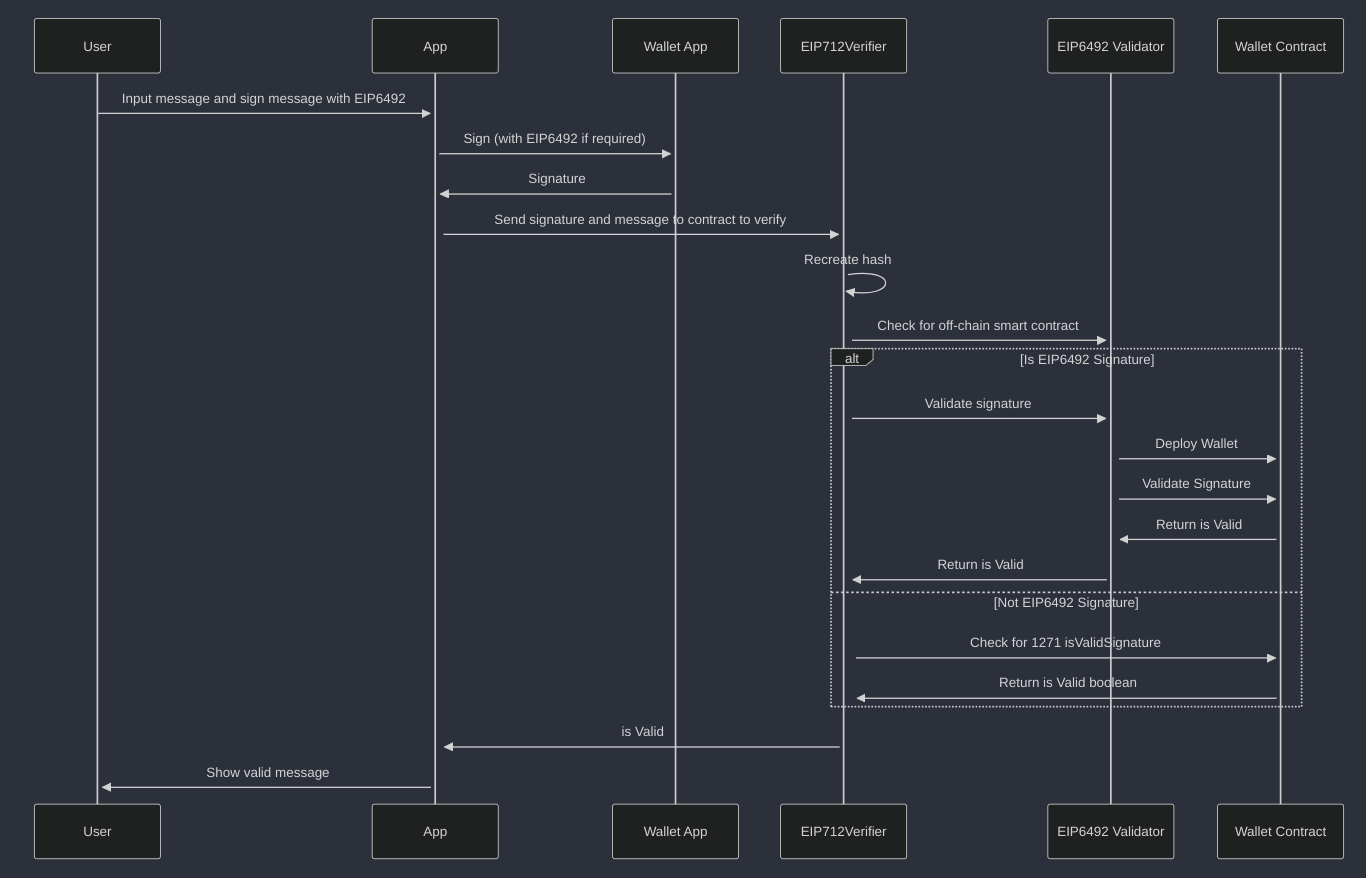 User
App
Wallet App
EIP712Verifier
EIP6492 Validator
Wallet Contract
Input message and sign message with EIP6492
Sign (with EIP6492 if required)
Signature
Send signature and message to contract to verify
Recreate hash
Check for off-chain smart contract
alt
[Is EIP6492 Signature]
Validate signature
Deploy Wallet
Validate Signature
Return is Valid
Return is Valid
[Not EIP6492 Signature]
Check for 1271 isValidSignature
Return is Valid boolean
is Valid
Show valid message
User
App
Wallet App
EIP712Verifier
EIP6492 Validator
Wallet Contract